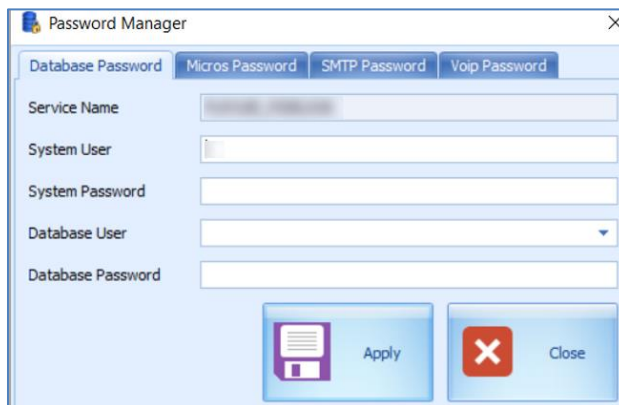 Password Manager
Database Password Micros Password SMTP Password Voip Password
Service Name
System User
System Password
Database User
Database Password
Apply Close